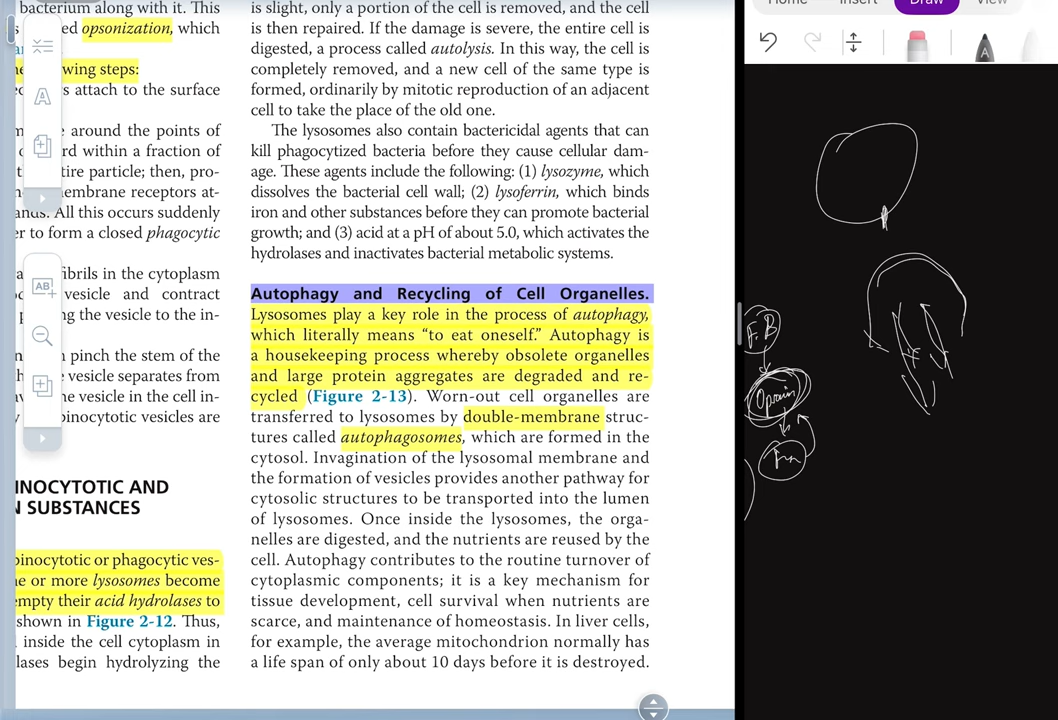 bacterium along with it. This
ed opsonization, which
wing steps:
s attach to the surface
around the points of
rd within a fraction of
tire particle; then, pro-
embrane receptors at-
ands. All this occurs suddenly
er to form a closed phagocytic
ibrils in the cytoplasm
vesicle and contract
ng the vesicle to the in-
pinch the stem of the
vesicle separates from
the vesicle in the cell in-
pinocytotic vesicles are
INOCYTOTIC AND
N SUBSTANCES
pinocytotic or phagocytic ves-
ne or more lysosomes become
empty their acid hydrolases to
shown in Figure 2-12. Thus,
inside the cell cytoplasm in
lases begin hydrolyzing the
is slight, only a portion of the cell is removed, and the cell
is then repaired. If the damage is severe, the entire cell is
digested, a process called autolysis. In this way, the cell is
completely removed, and a new cell of the same type is
formed, ordinarily by mitotic reproduction of an adjacent
cell to take the place of the old one.
The lysosomes also contain bactericidal agents that can
kill phagocytized bacteria before they cause cellular dam-
age. These agents include the following: (1) lysozyme, which
dissolves the bacterial cell wall; (2) lysoferrin, which binds
iron and other substances before they can promote bacterial
growth; and (3) acid at a pH of about 5.0, which activates the
hydrolases and inactivates bacterial metabolic systems.
Autophagy and Recycling of Cell Organelles.
Lysosomes play a key role in the process of autophagy,
which literally means “to eat oneself.” Autophagy is
a housekeeping process whereby obsolete organelles
and large protein aggregates are degraded and re-
cycled (Figure 2-13). Worn-out cell organelles are
transferred to lysosomes by double-membrane struc-
tures called autophagosomes, which are formed in the
cytosol. Invagination of the lysosomal membrane and
the formation of vesicles provides another pathway for
cytosolic structures to be transported into the lumen
of lysosomes. Once inside the lysosomes, the orga-
nelles are digested, and the nutrients are reused by the
cell. Autophagy contributes to the routine turnover of
cytoplasmic components; it is a key mechanism for
tissue development, cell survival when nutrients are
scarce, and maintenance of homeostasis. In liver cells,
for example, the average mitochondrion normally has
a life span of only about 10 days before it is destroyed.
Home Insert Draw View
A
F.B